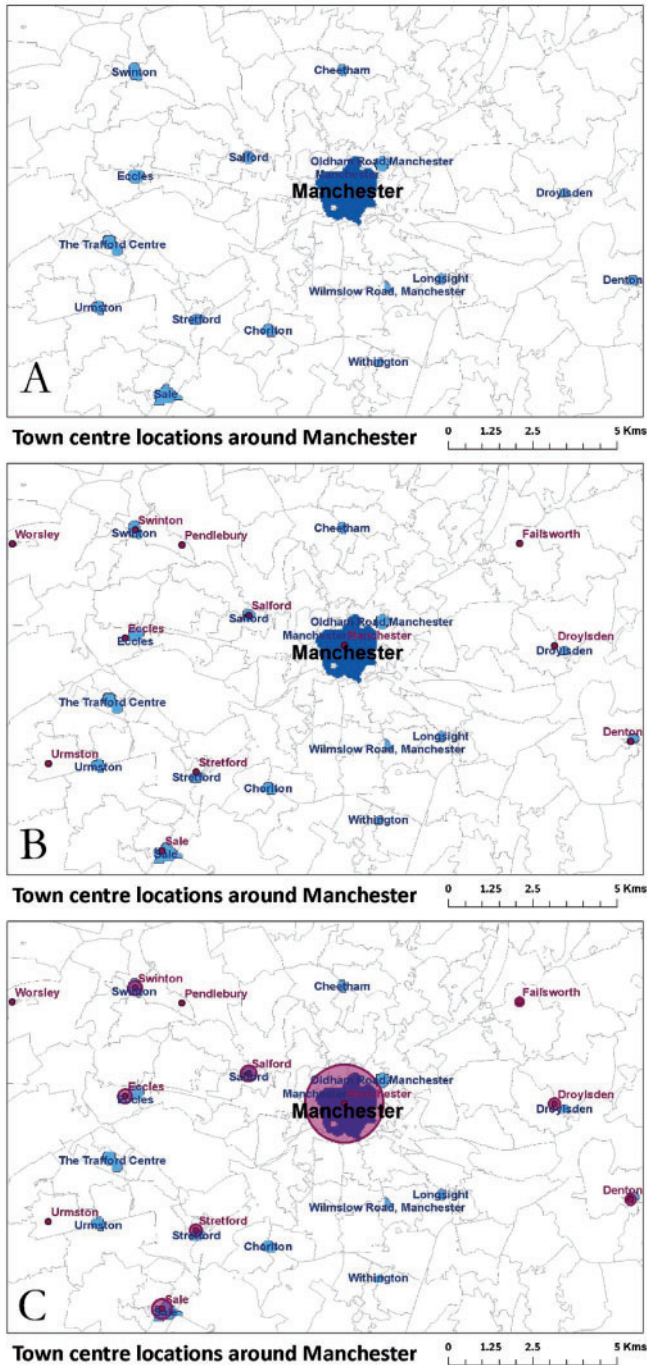 Swinton
Cheetham
Salford
Oldham Road,Manchester
Manchester
Eccles
Manchester
Droylsden
The Trafford Centre
Longsight
Denton
Wilmslow Road, Manchester
Urmston
Stretford
Chorlton
Withington
A
Sale
Town centre locations around Manchester
0 1.25 2.5 5 Kms
Swinton
Worsley
Swinton
Pendlebury
Cheetham
Failsworth
Salford
Salford
Oldham Road,Manchester
Eccles
Eccles
Manchester Manchester
Manchester
Droylsden
Droylsden
The Trafford Centre
Longsight
Denton
Wilmslow Road, Manchester
Urmston
Urmston
Stretford
Stretford
Chorlton
Withington
B
Sale
Sale
Town centre locations around Manchester
0 1.25 2.5 5 Kms
Swinton
Worsley
Swinton
Pendlebury
Cheetham
Failsworth
Salford
Salford
Oldham Road,Manchester
Eccles
Eccles
Manchester Manchester
Manchester
Droylsden
Droylsden
The Trafford Centre
Longsight
Denton
Wilmslow Road, Manchester
Urmston
Urmston
Stretford
Stretford
Chorlton
Withington
C
Sale
Sale
Town centre locations around Manchester
0 1.25 2.5 5 Kms